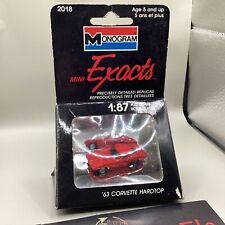 2018
Age 5 and up
5 ans et plus
MONOGRAM
MINI Exacts
PRECISELY DETAILED REPLICAS
REPRODUCTIONS TRES DETAILLEES
1:87
'63 CORVETTE HARDTOP